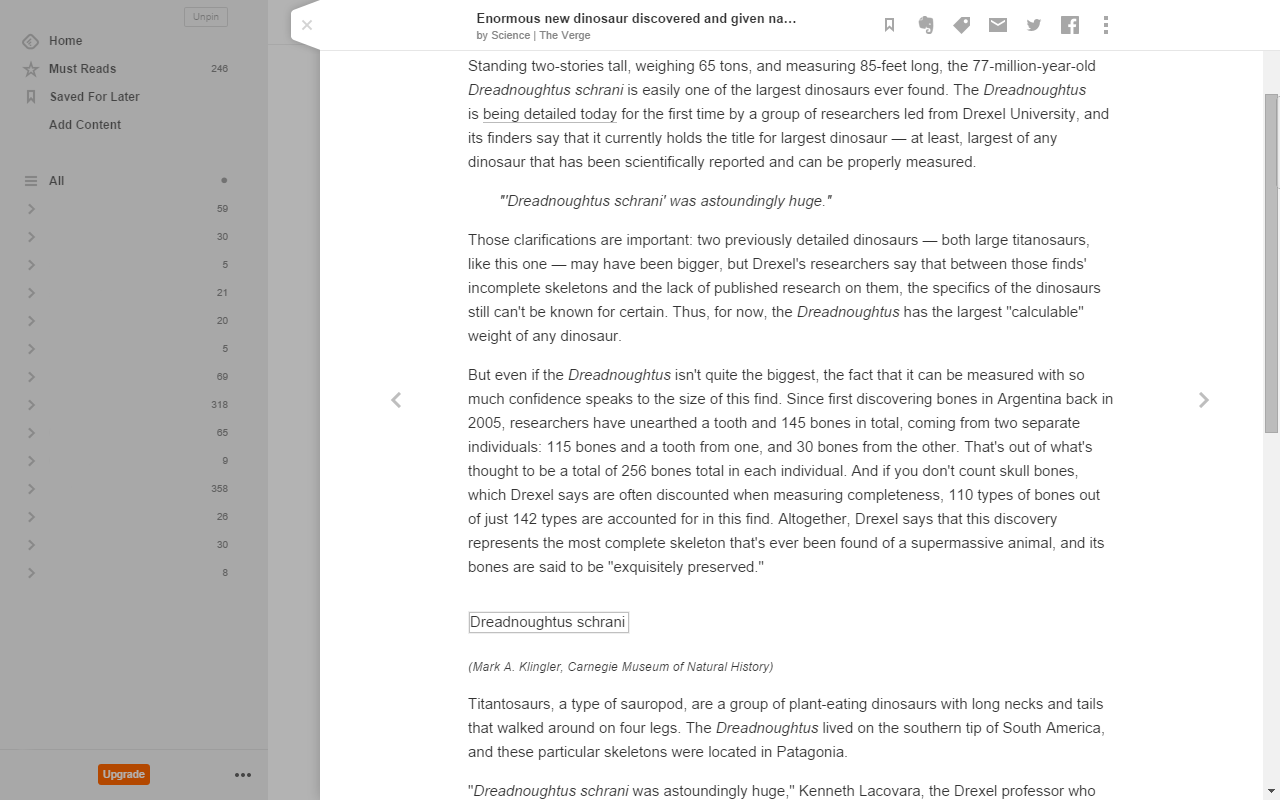 Unpin
Home
Must Reads 246
Saved For Later
Add Content
All
59
30
5
21
20
5
69
318
65
9
358
26
30
8
Upgrade
Enormous new dinosaur discovered and given na...
by Science | The Verge
Standing two-stories tall, weighing 65 tons, and measuring 85-feet long, the 77-million-year-old
Dreadnoughtus schrani is easily one of the largest dinosaurs ever found. The Dreadnoughtus
is being detailed today for the first time by a group of researchers led from Drexel University, and
its finders say that it currently holds the title for largest dinosaur — at least, largest of any
dinosaur that has been scientifically reported and can be properly measured.
"'Dreadnoughtus schrani' was astoundingly huge."
Those clarifications are important: two previously detailed dinosaurs — both large titanosaurs,
like this one — may have been bigger, but Drexel's researchers say that between those finds'
incomplete skeletons and the lack of published research on them, the specifics of the dinosaurs
still can't be known for certain. Thus, for now, the Dreadnoughtus has the largest "calculable"
weight of any dinosaur.
But even if the Dreadnoughtus isn't quite the biggest, the fact that it can be measured with so
much confidence speaks to the size of this find. Since first discovering bones in Argentina back in
2005, researchers have unearthed a tooth and 145 bones in total, coming from two separate
individuals: 115 bones and a tooth from one, and 30 bones from the other. That's out of what's
thought to be a total of 256 bones total in each individual. And if you don't count skull bones,
which Drexel says are often discounted when measuring completeness, 110 types of bones out
of just 142 types are accounted for in this find. Altogether, Drexel says that this discovery
represents the most complete skeleton that's ever been found of a supermassive animal, and its
bones are said to be "exquisitely preserved."
Dreadnoughtus schrani
(Mark A. Klingler, Carnegie Museum of Natural History)
Titantosaurs, a type of sauropod, are a group of plant-eating dinosaurs with long necks and tails
that walked around on four legs. The Dreadnoughtus lived on the southern tip of South America,
and these particular skeletons were located in Patagonia.
"Dreadnoughtus schrani was astoundingly huge," Kenneth Lacovara, the Drexel professor who